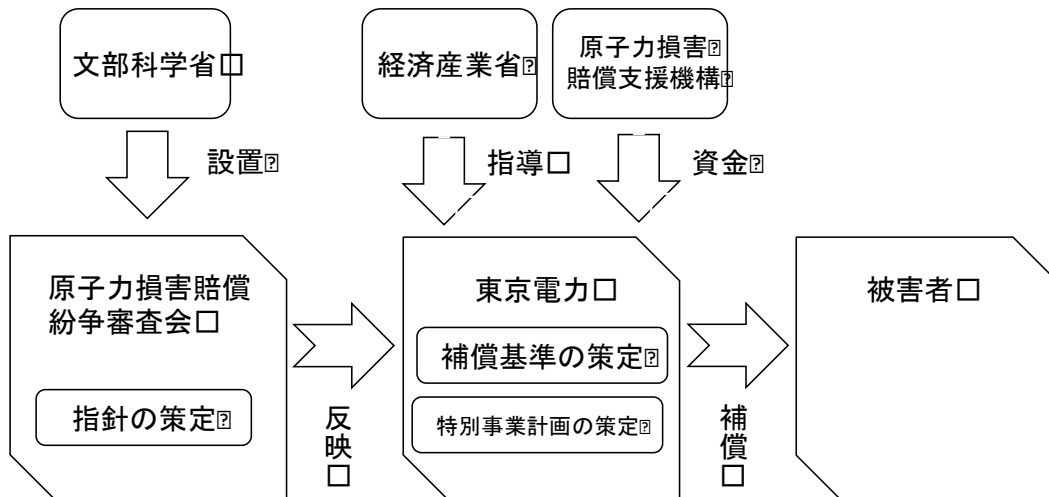 文部科学省
経済産業省
原子力損害
賠償支援機構
設置
指導
資金
原子力損害賠償
紛争審査会
指針の策定
反映
東京電力
補償基準の策定
特別事業計画の策定
補償
被害者